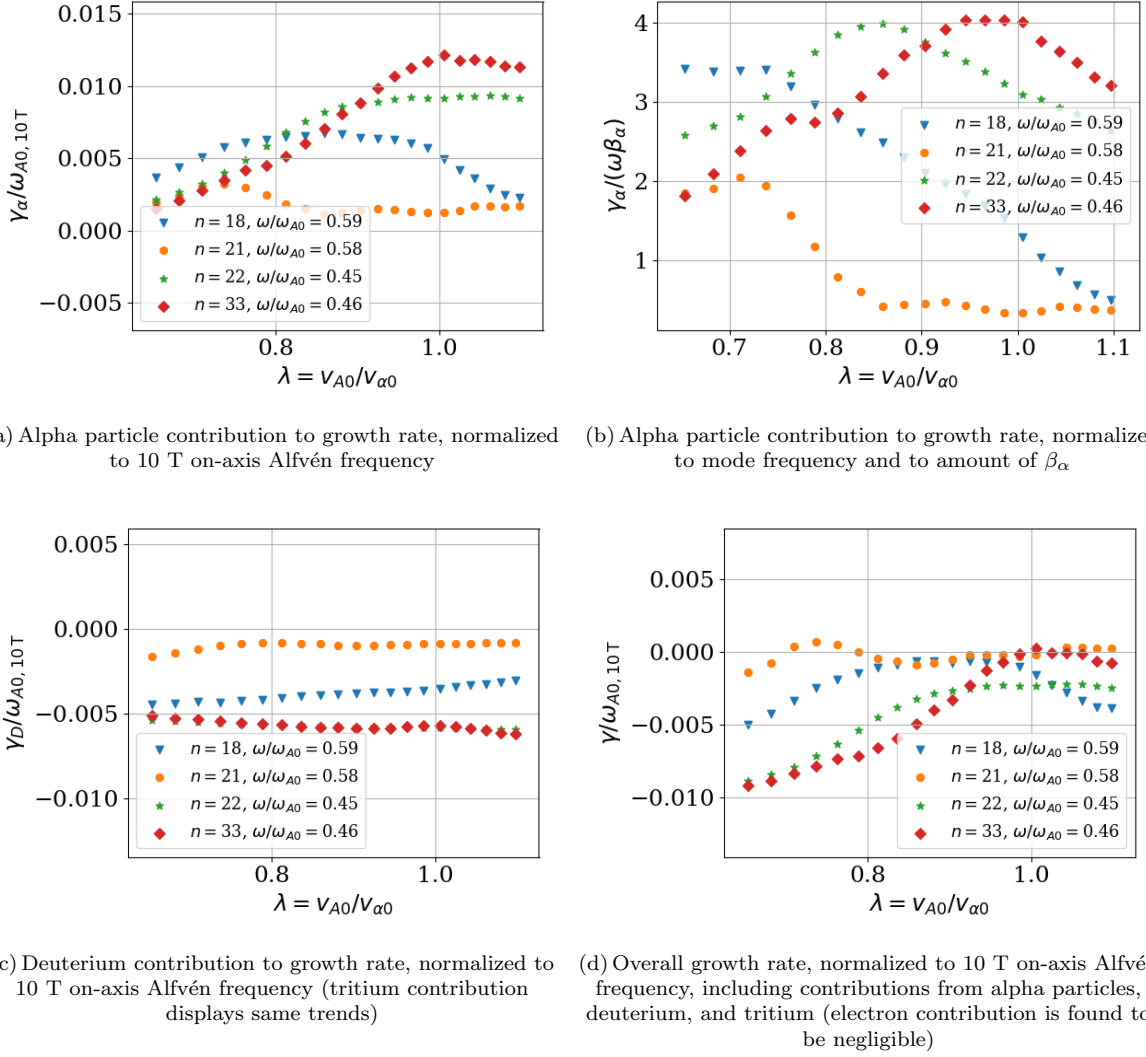 0.015
0.010
0.005
0.000
−0.005
γα/ωA0, 10 T
n = 18, ω/ωA0 = 0.59
n = 21, ω/ωA0 = 0.58
n = 22, ω/ωA0 = 0.45
n = 33, ω/ωA0 = 0.46
0.8
1.0
λ = vA0/vα0
4
3
2
1
γα/(ωβα)
n = 18, ω/ωA0 = 0.59
n = 21, ω/ωA0 = 0.58
n = 22, ω/ωA0 = 0.45
n = 33, ω/ωA0 = 0.46
0.7
0.8
0.9
1.0
1.1
λ = vA0/vα0
a) Alpha particle contribution to growth rate, normalized
to 10 T on-axis Alfvén frequency
(b) Alpha particle contribution to growth rate, normalize
to mode frequency and to amount of βα
0.005
0.000
−0.005
−0.010
γD/ωA0, 10 T
n = 18, ω/ωA0 = 0.59
n = 21, ω/ωA0 = 0.58
n = 22, ω/ωA0 = 0.45
n = 33, ω/ωA0 = 0.46
0.8
1.0
λ = vA0/vα0
0.005
0.000
−0.005
−0.010
γ/ωA0, 10 T
n = 18, ω/ωA0 = 0.59
n = 21, ω/ωA0 = 0.58
n = 22, ω/ωA0 = 0.45
n = 33, ω/ωA0 = 0.46
0.8
1.0
λ = vA0/vα0
c) Deuterium contribution to growth rate, normalized to
10 T on-axis Alfvén frequency (tritium contribution
displays same trends)
(d) Overall growth rate, normalized to 10 T on-axis Alfvé
frequency, including contributions from alpha particles,
deuterium, and tritium (electron contribution is found to
be negligible)